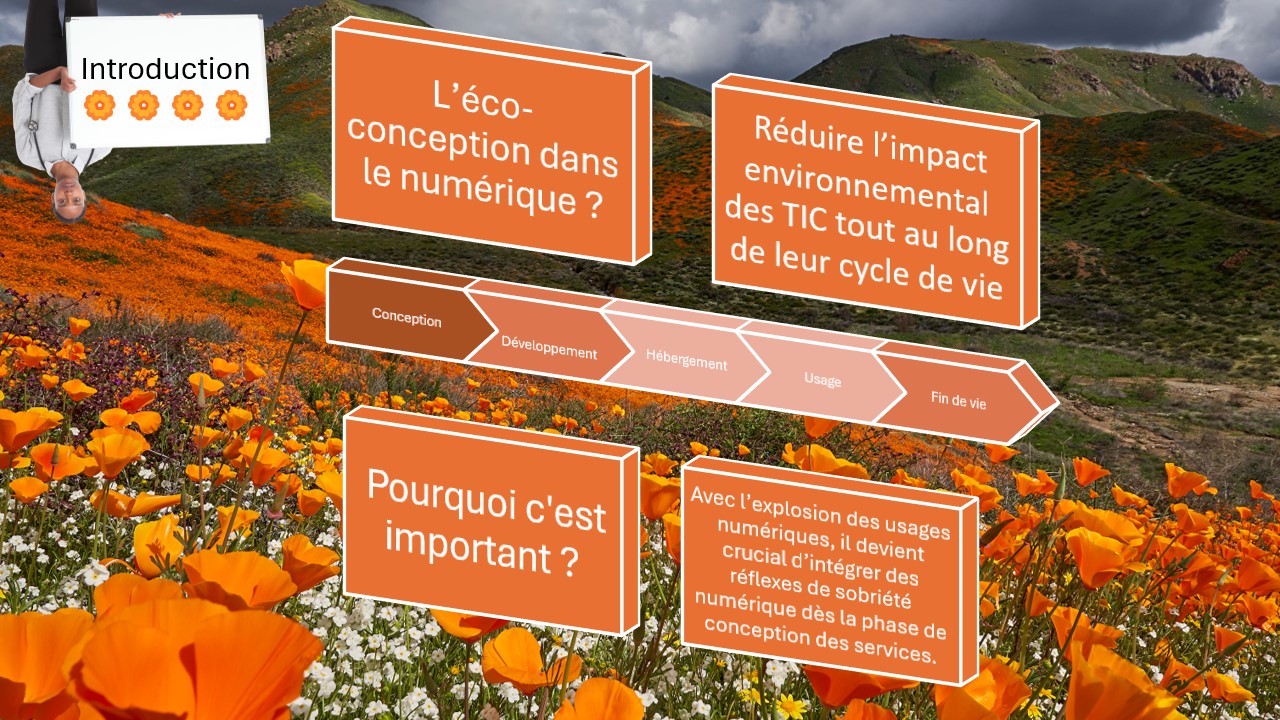 Introduction
L’éco-
conception dans
le numérique ?
Réduire l’impact
environnemental
des TIC tout au long
de leur cycle de vie
Conception
Développement
Hébergement
Usage
Fin de vie
Pourquoi c'est
important ?
Avec l’explosion des usages
numériques, il devient
crucial d’intégrer des
réflexes de sobriété
numérique dès la phase de
conception des services.